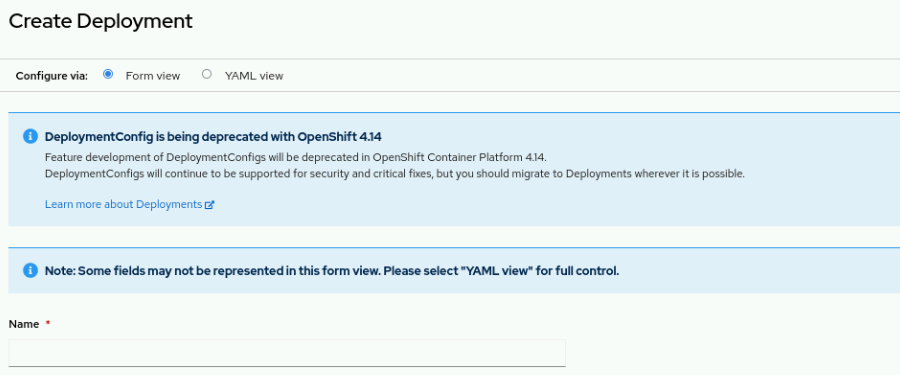 Create Deployment
Configure via: Form view YAML view
DeploymentConfig is being deprecated with OpenShift 4.14
Feature development of DeploymentConfigs will be deprecated in OpenShift Container Platform 4.14.
DeploymentConfigs will continue to be supported for security and critical fixes, but you should migrate to Deployments wherever it is possible.
Learn more about Deployments
Note: Some fields may not be represented in this form view. Please select "YAML view" for full control.
Name *